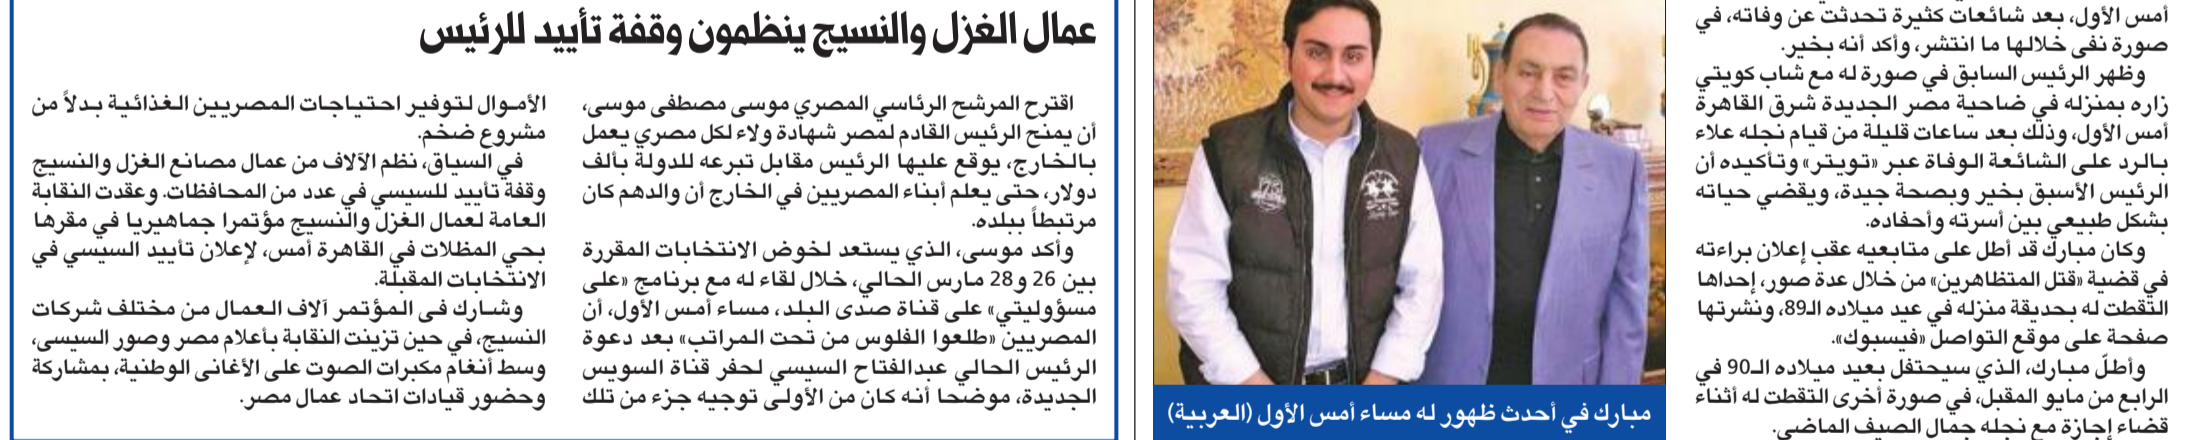 أمس الأول، بعد شائعات كثيرة تحدثت عن وفاته، في
صورة نفى خلالها ما انتشر، وأكد أنه بخير.
وظهر الرئيس السابق في صورة له مع شاب كويتي
زاره بمنزله في ضاحية مصر الجديدة شرق القاهرة
أمس الأول، وذلك بعد ساعات قليلة من قيام نجله علاء
بالرد على الشائعة الوفاة عبر «تويتر» وتأكيده أن
الرئيس الأسبق بخير وبصحة جيدة، ويقضي حياته
بشكل طبيعي بين أسرته وأحفاده.
وكان مبارك قد أطل على متابعيه عقب إعلان براءته
في قضية «قتل المتظاهرين» من خلال عدة صور، إحداها
التقطت له بحديقة منزله في عيد ميلاده الـ89، ونشرتها
صفحة على موقع التواصل «فيسبوك».
وأطلّ مبارك، الذي سيحتفل بعيد ميلاده الـ90 في
الرابع من مايو المقبل، في صورة أخرى التقطت له أثناء
قضاء إجازة مع نجله جمال الصيف الماضي.
مبارك في أحدث ظهور له مساء أمس الأول (العربية)
عمال الغزل والنسيج ينظمون وقفة تأييد للرئيس
اقترح المرشح الرئاسي المصري موسى مصطفى موسى،
أن يمنح الرئيس القادم لمصر شهادة ولاء لكل مصري يعمل
بالخارج، يوقع عليها الرئيس مقابل تبرعه للدولة بألف
دولار، حتى يعلم أبناء المصريين في الخارج أن والدهم كان
مرتبطاً ببلده.
وأكد موسى، الذي يستعد لخوض الانتخابات المقررة
بين 26 و28 مارس الحالي، خلال لقاء له مع برنامج «على
مسؤوليتي» على قناة صدى البلد، مساء أمس الأول، أن
المصريين «طلعوا الفلوس من تحت المراتب» بعد دعوة
الرئيس الحالي عبدالفتاح السيسي لحفر قناة السويس
الجديدة، موضحا أنه كان من الأولى توجيه جزء من تلك
الأموال لتوفير احتياجات المصريين الغذائية بدلاً من
مشروع ضخم.
في السياق، نظم الآلاف من عمال مصانع الغزل والنسيج
وقفة تأييد للسيسي في عدد من المحافظات. وعقدت النقابة
العامة لعمال الغزل والنسيج مؤتمرا جماهيريا في مقرها
بحي المظلات في القاهرة أمس، لإعلان تأييد السيسي في
الانتخابات المقبلة.
وشارك فى المؤتمر آلاف العمال من مختلف شركات
النسيج، في حين تزينت النقابة بأعلام مصر وصور السيسى،
وسط أنغام مكبرات الصوت على الأغانى الوطنية، بمشاركة
وحضور قيادات اتحاد عمال مصر.